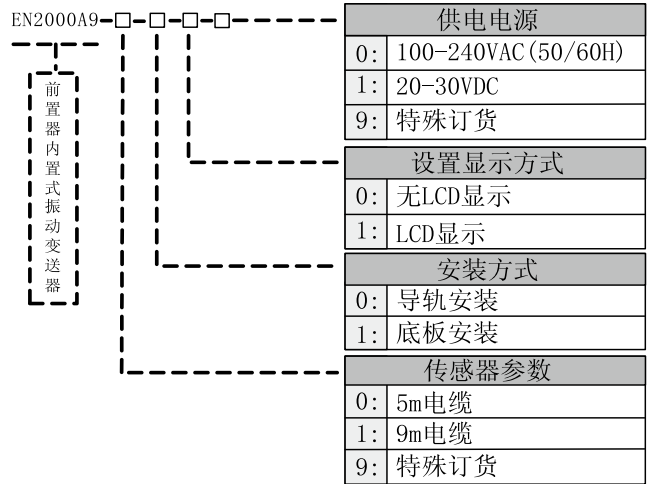 EN2000A9-□-□-□-□
前置器内置式振动变送器
供电电源
0: 100-240VAC(50/60H)
1: 20-30VDC
9: 特殊订货
设置显示方式
0: 无LCD显示
1: LCD显示
安装方式
0: 导轨安装
1: 底板安装
传感器参数
0: 5m电缆
1: 9m电缆
9: 特殊订货